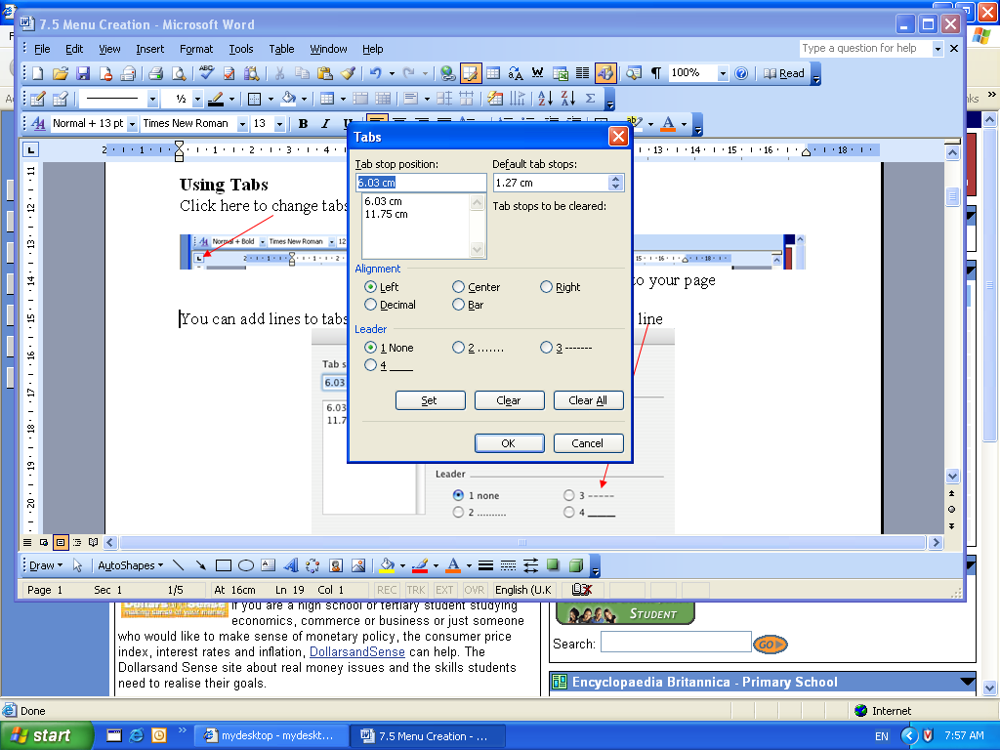 7.5 Menu Creation - Microsoft Word
File Edit View Insert Format Tools Table Window Help
Type a question for help
100%
Read
½
Normal + 13 pt
Times New Roman
13
B I U
Tabs
Tab stop position:
6.03 cm
6.03 cm
11.75 cm
Default tab stops:
1.27 cm
Tab stops to be cleared:
Alignment
Left Center Right
Decimal Bar
Leader
1 None 2 ....... 3 -------
4 ____
Set Clear Clear All
OK Cancel
Using Tabs
Click here to change tabs
Normal + Bold Times New Roman 12
to your page
You can add lines to tabs
line
Tab s
6.03
6.03
11.7
Leader
1 none 3 -----
2 .......... 4 _____
Draw AutoShapes
Page 1 Sec 1 1/5 At 16cm Ln 19 Col 1 REC TRK EXT OVR English (U.K
Dollars Sense
making sense of your money
If you are a high school or tertiary student studying
economics, commerce or business or just someone
who would like to make sense of monetary policy, the consumer price
index, interest rates and inflation, DollarsandSense can help. The
Dollarsand Sense site about real money issues and the skills students
need to realise their goals.
STUDENT
Search: GO
Encyclopaedia Britannica - Primary School
Done
Internet
start
mydesktop - mydeskt...
7.5 Menu Creation - ...
EN
7:57 AM